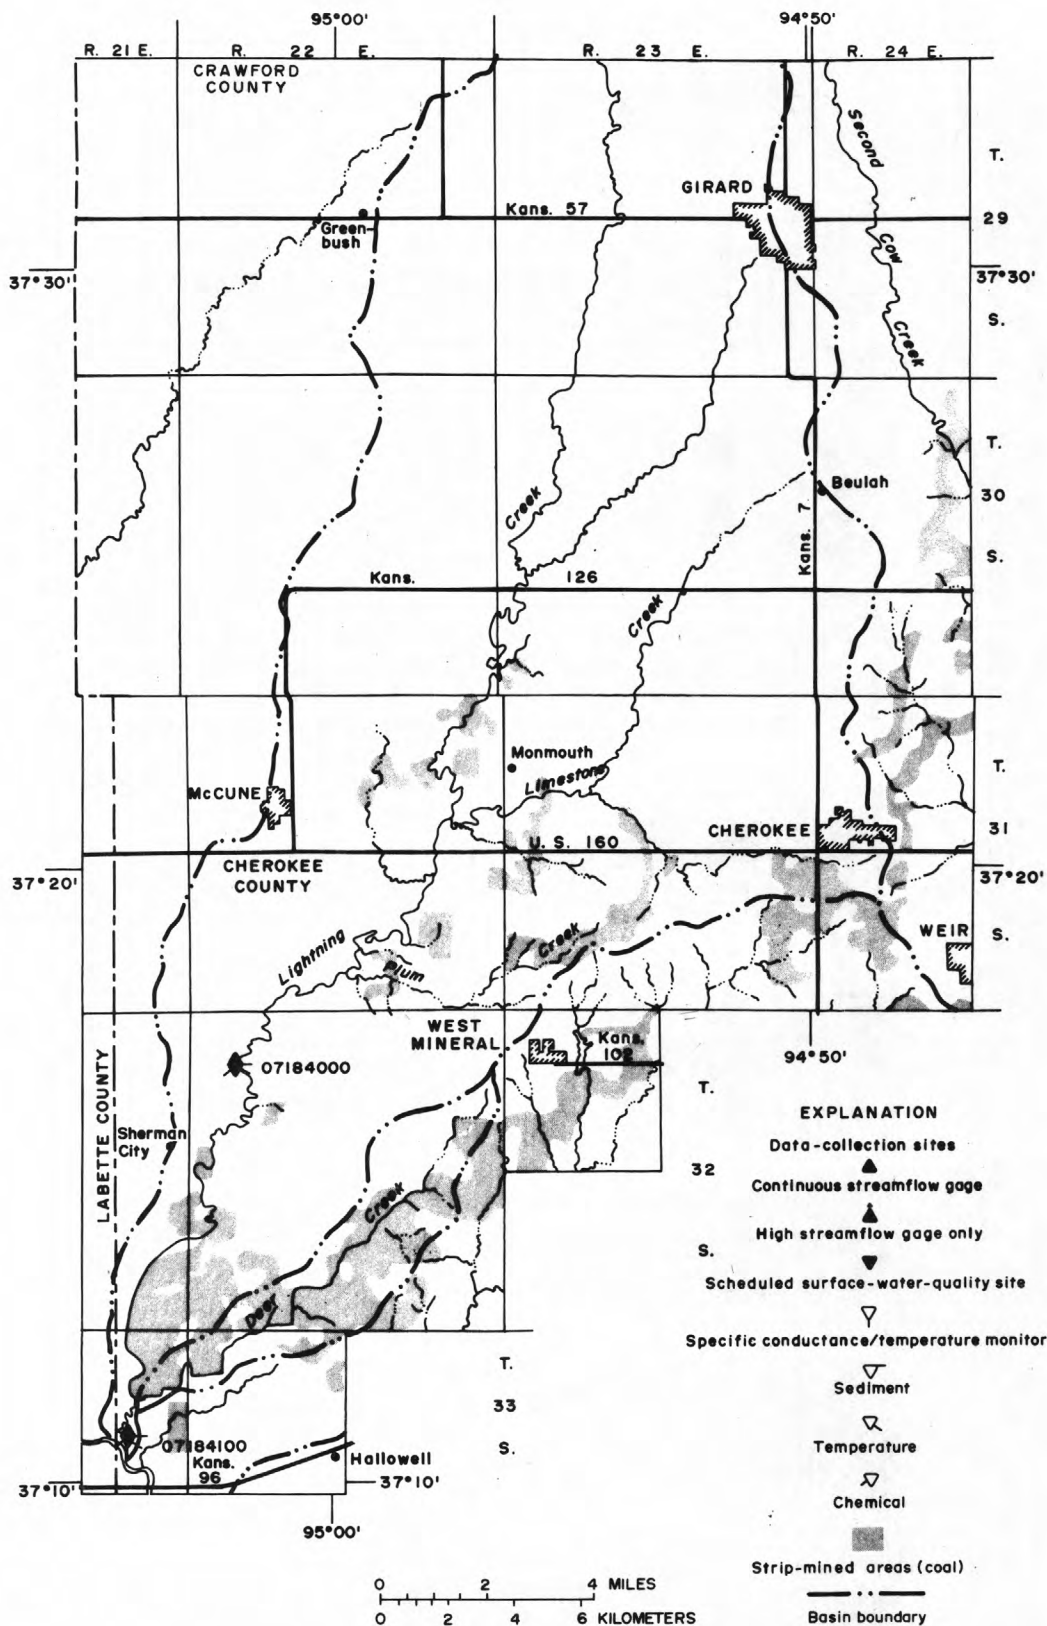 95°00'
94°50'
R. 21 E.
R. 22 E.
R. 23 E.
R. 24 E.
CRAWFORD
COUNTY
Second
Cow
Creek
T.
29
S.
GIRARD
Kans. 57
Green-
bush
37°30'
37°30'
T.
30
S.
Creek
Beulah
Kans. 7
Kans. 126
Creek
Monmouth
Limestone
T.
31
S.
McCUNE
CHEROKEE
U. S. 160
CHEROKEE
COUNTY
37°20'
37°20'
WEIR
Lightning
Creek
Plum
WEST
MINERAL
Kans.
102
94°50'
07184000
T.
32
S.
LABETTE COUNTY
Sherman
City
Creek
Deer
EXPLANATION
Data-collection sites
Continuous streamflow gage
High streamflow gage only
Scheduled surface-water-quality site
Specific conductance/temperature monitor
Sediment
Temperature
Chemical
Strip-mined areas (coal)
Basin boundary
T.
33
S.
07184100
Kans.
96
Hallowell
37°10'
37°10'
95°00'
0 2 4 MILES
0 2 4 6 KILOMETERS